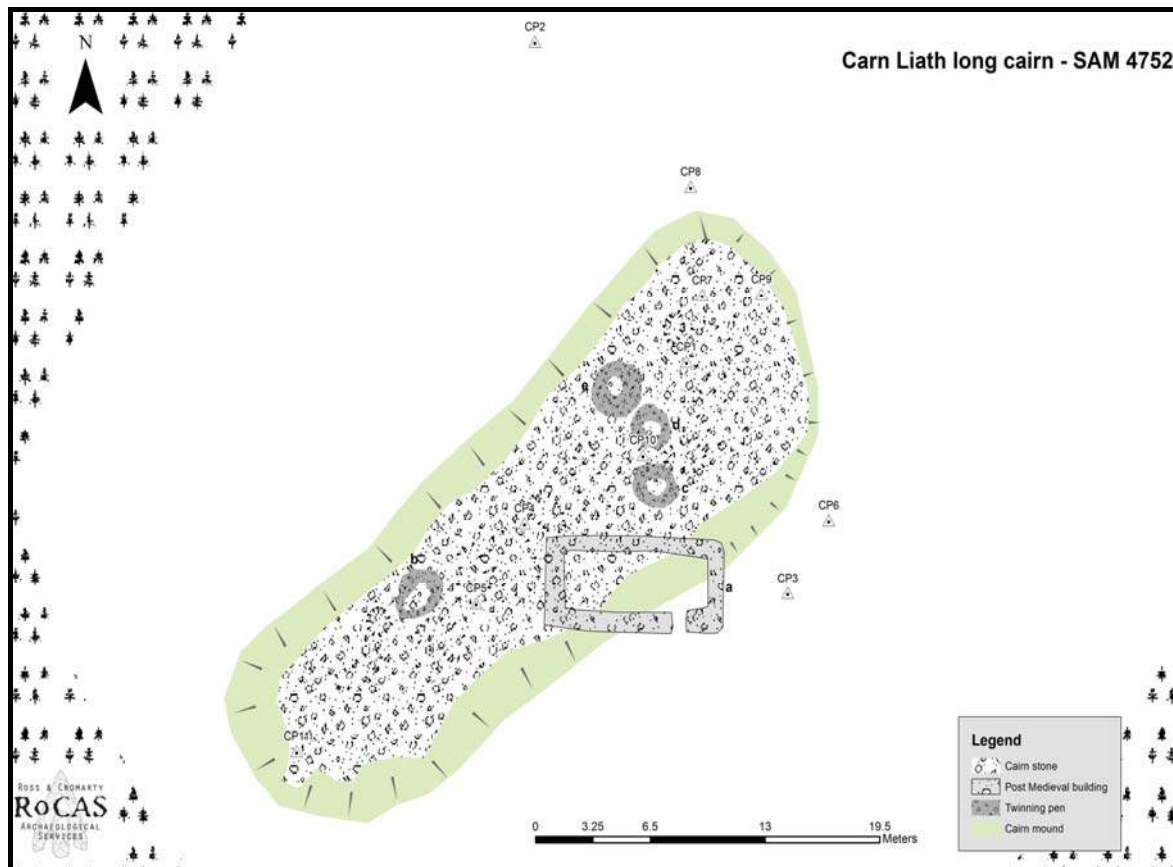 CP2
N
Carn Liath long cairn - SAM 4752
CP8
CP7
CP9
CP1
e
d
CP10
c
CP4
CP6
b
CP5
a
CP3
CP11
Legend
Cairn stone
Post Medieval building
Twinning pen
Cairn mound
ROSS & CROMARTY
RoCAS
ARCHAEOLOGICAL
SERVICES
0 3.25 6.5 13 19.5
Meters